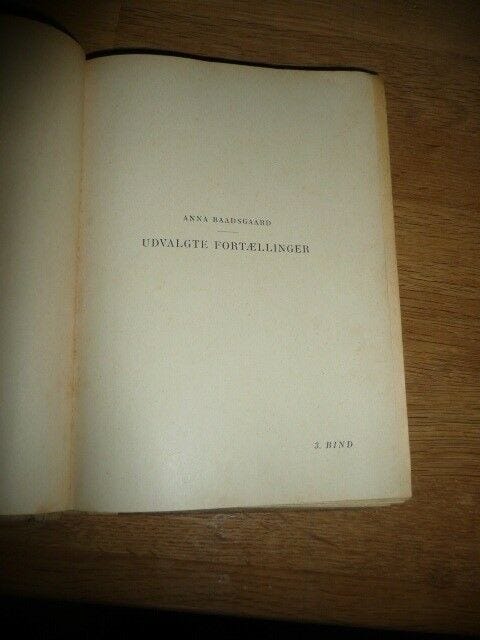 ANNA BAADSGAARD
UDVALGTE FORTÆLLINGER
3. BIND